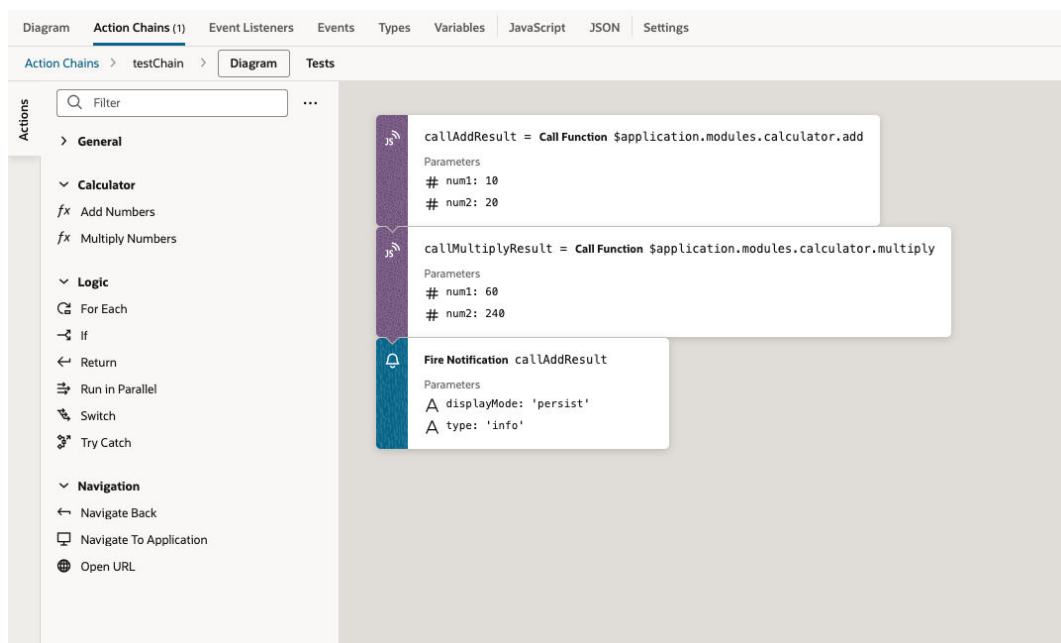 Diagram Action Chains (1) Event Listeners Events Types Variables JavaScript JSON Settings
Action Chains > testChain > Diagram Tests
Actions
Filter ...
General
Calculator
fx Add Numbers
fx Multiply Numbers
Logic
For Each
If
Return
Run in Parallel
Switch
Try Catch
Navigation
Navigate Back
Navigate To Application
Open URL
JS
callAddResult = Call Function $application.modules.calculator.add
Parameters
# num1: 10
# num2: 20
JS
callMultiplyResult = Call Function $application.modules.calculator.multiply
Parameters
# num1: 60
# num2: 240
Fire Notification callAddResult
Parameters
A displayMode: 'persist'
A type: 'info'